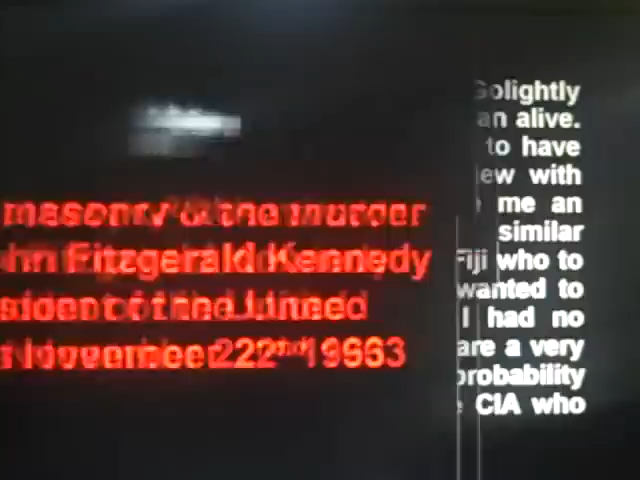 masonry & the murder
hn Fitzgerald Kennedy
sident of the United
November 22nd 1963
Golightly
an alive.
to have
ew with
me an
similar
Fiji who to
wanted to
I had no
are a very
probability
CIA who